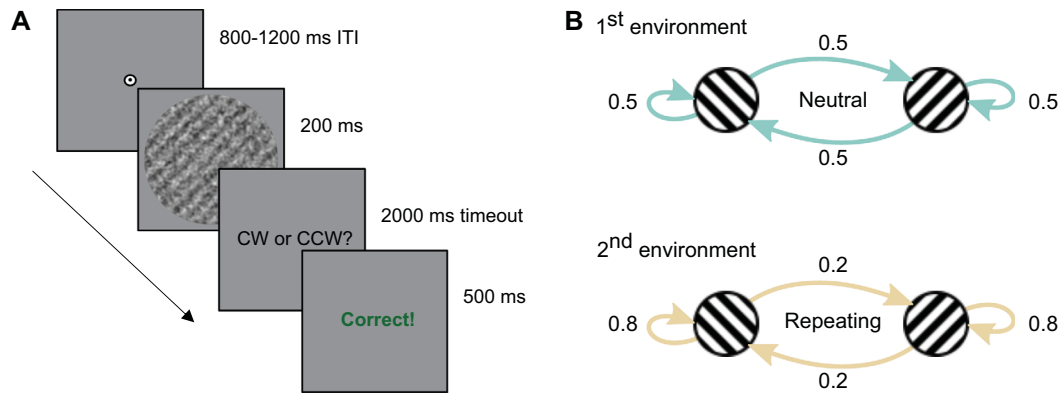 A
800-1200 ms ITI
200 ms
2000 ms timeout
CW or CCW?
500 ms
Correct!
B
1st environment
0.5
0.5
Neutral
0.5
0.5
2nd environment
0.2
0.8
Repeating
0.8
0.2